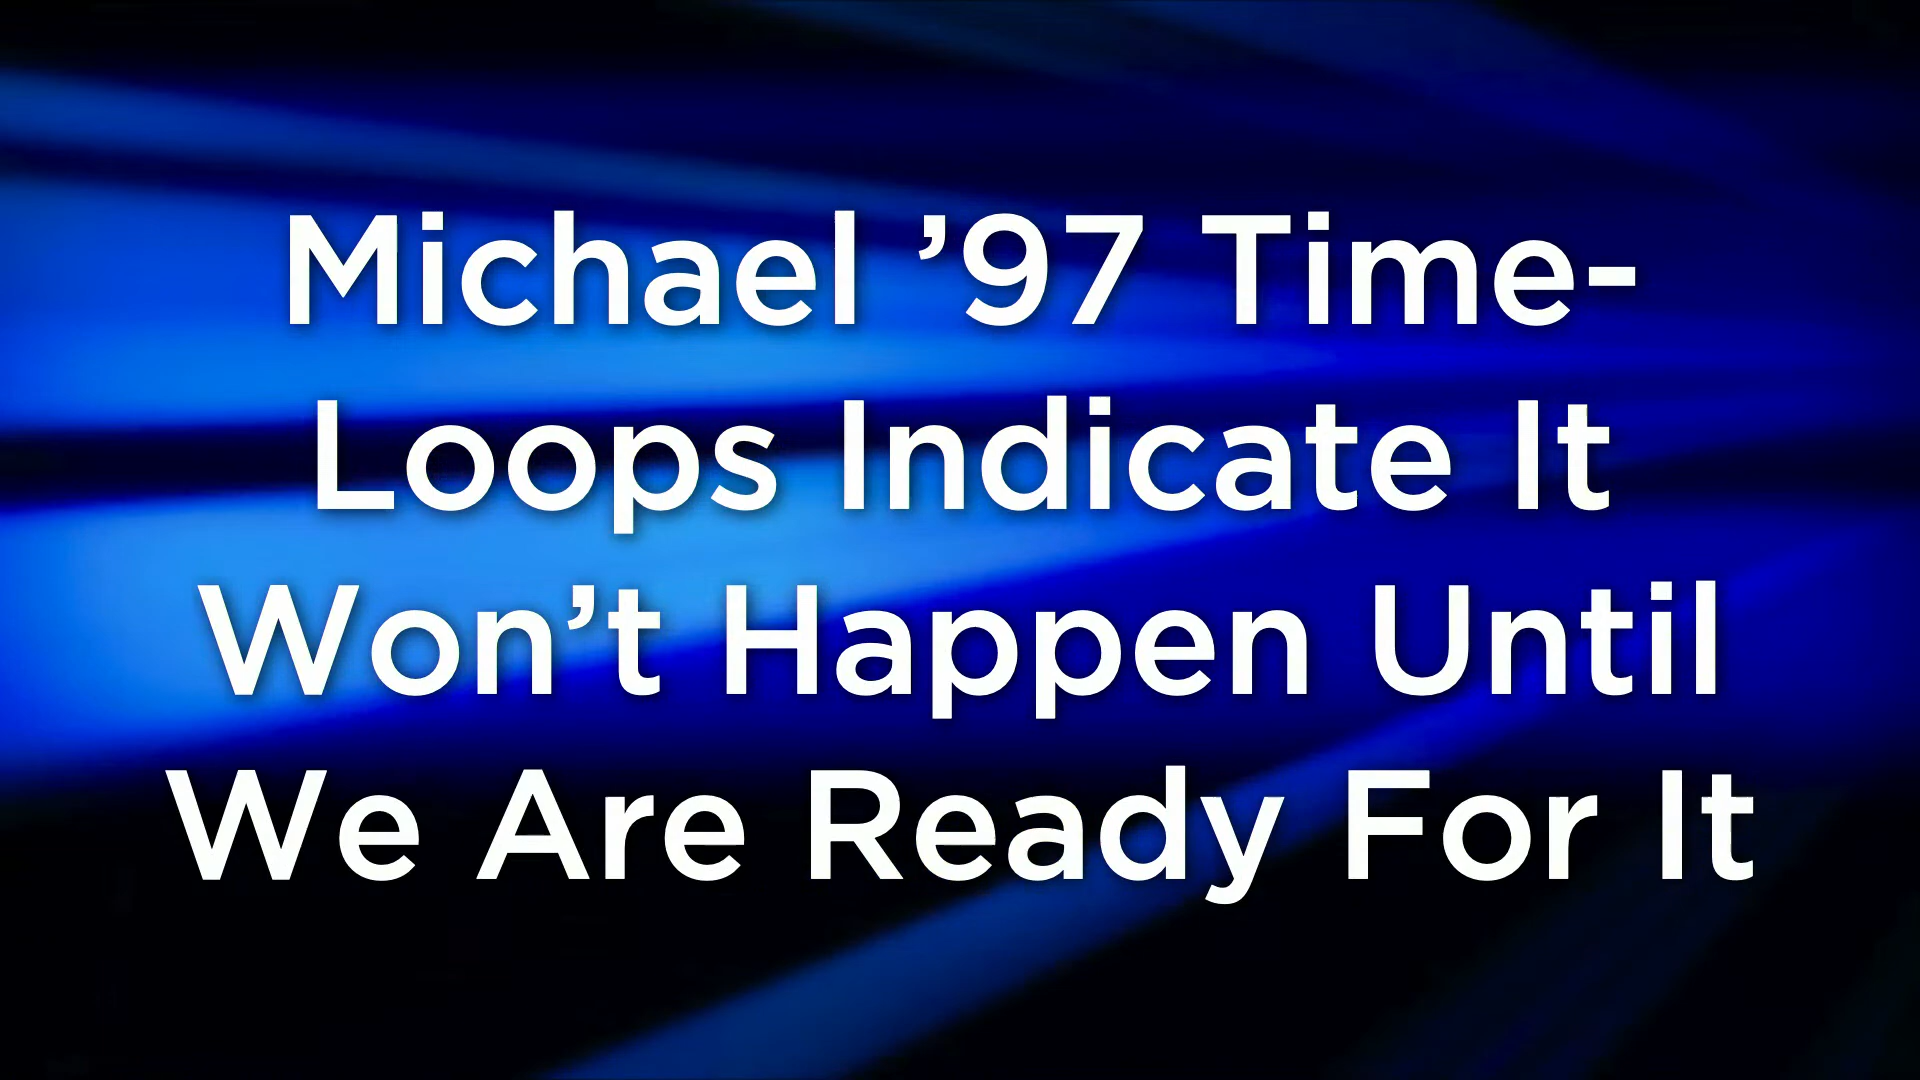 Michael ’97 Time-
Loops Indicate It
Won’t Happen Until
We Are Ready For It